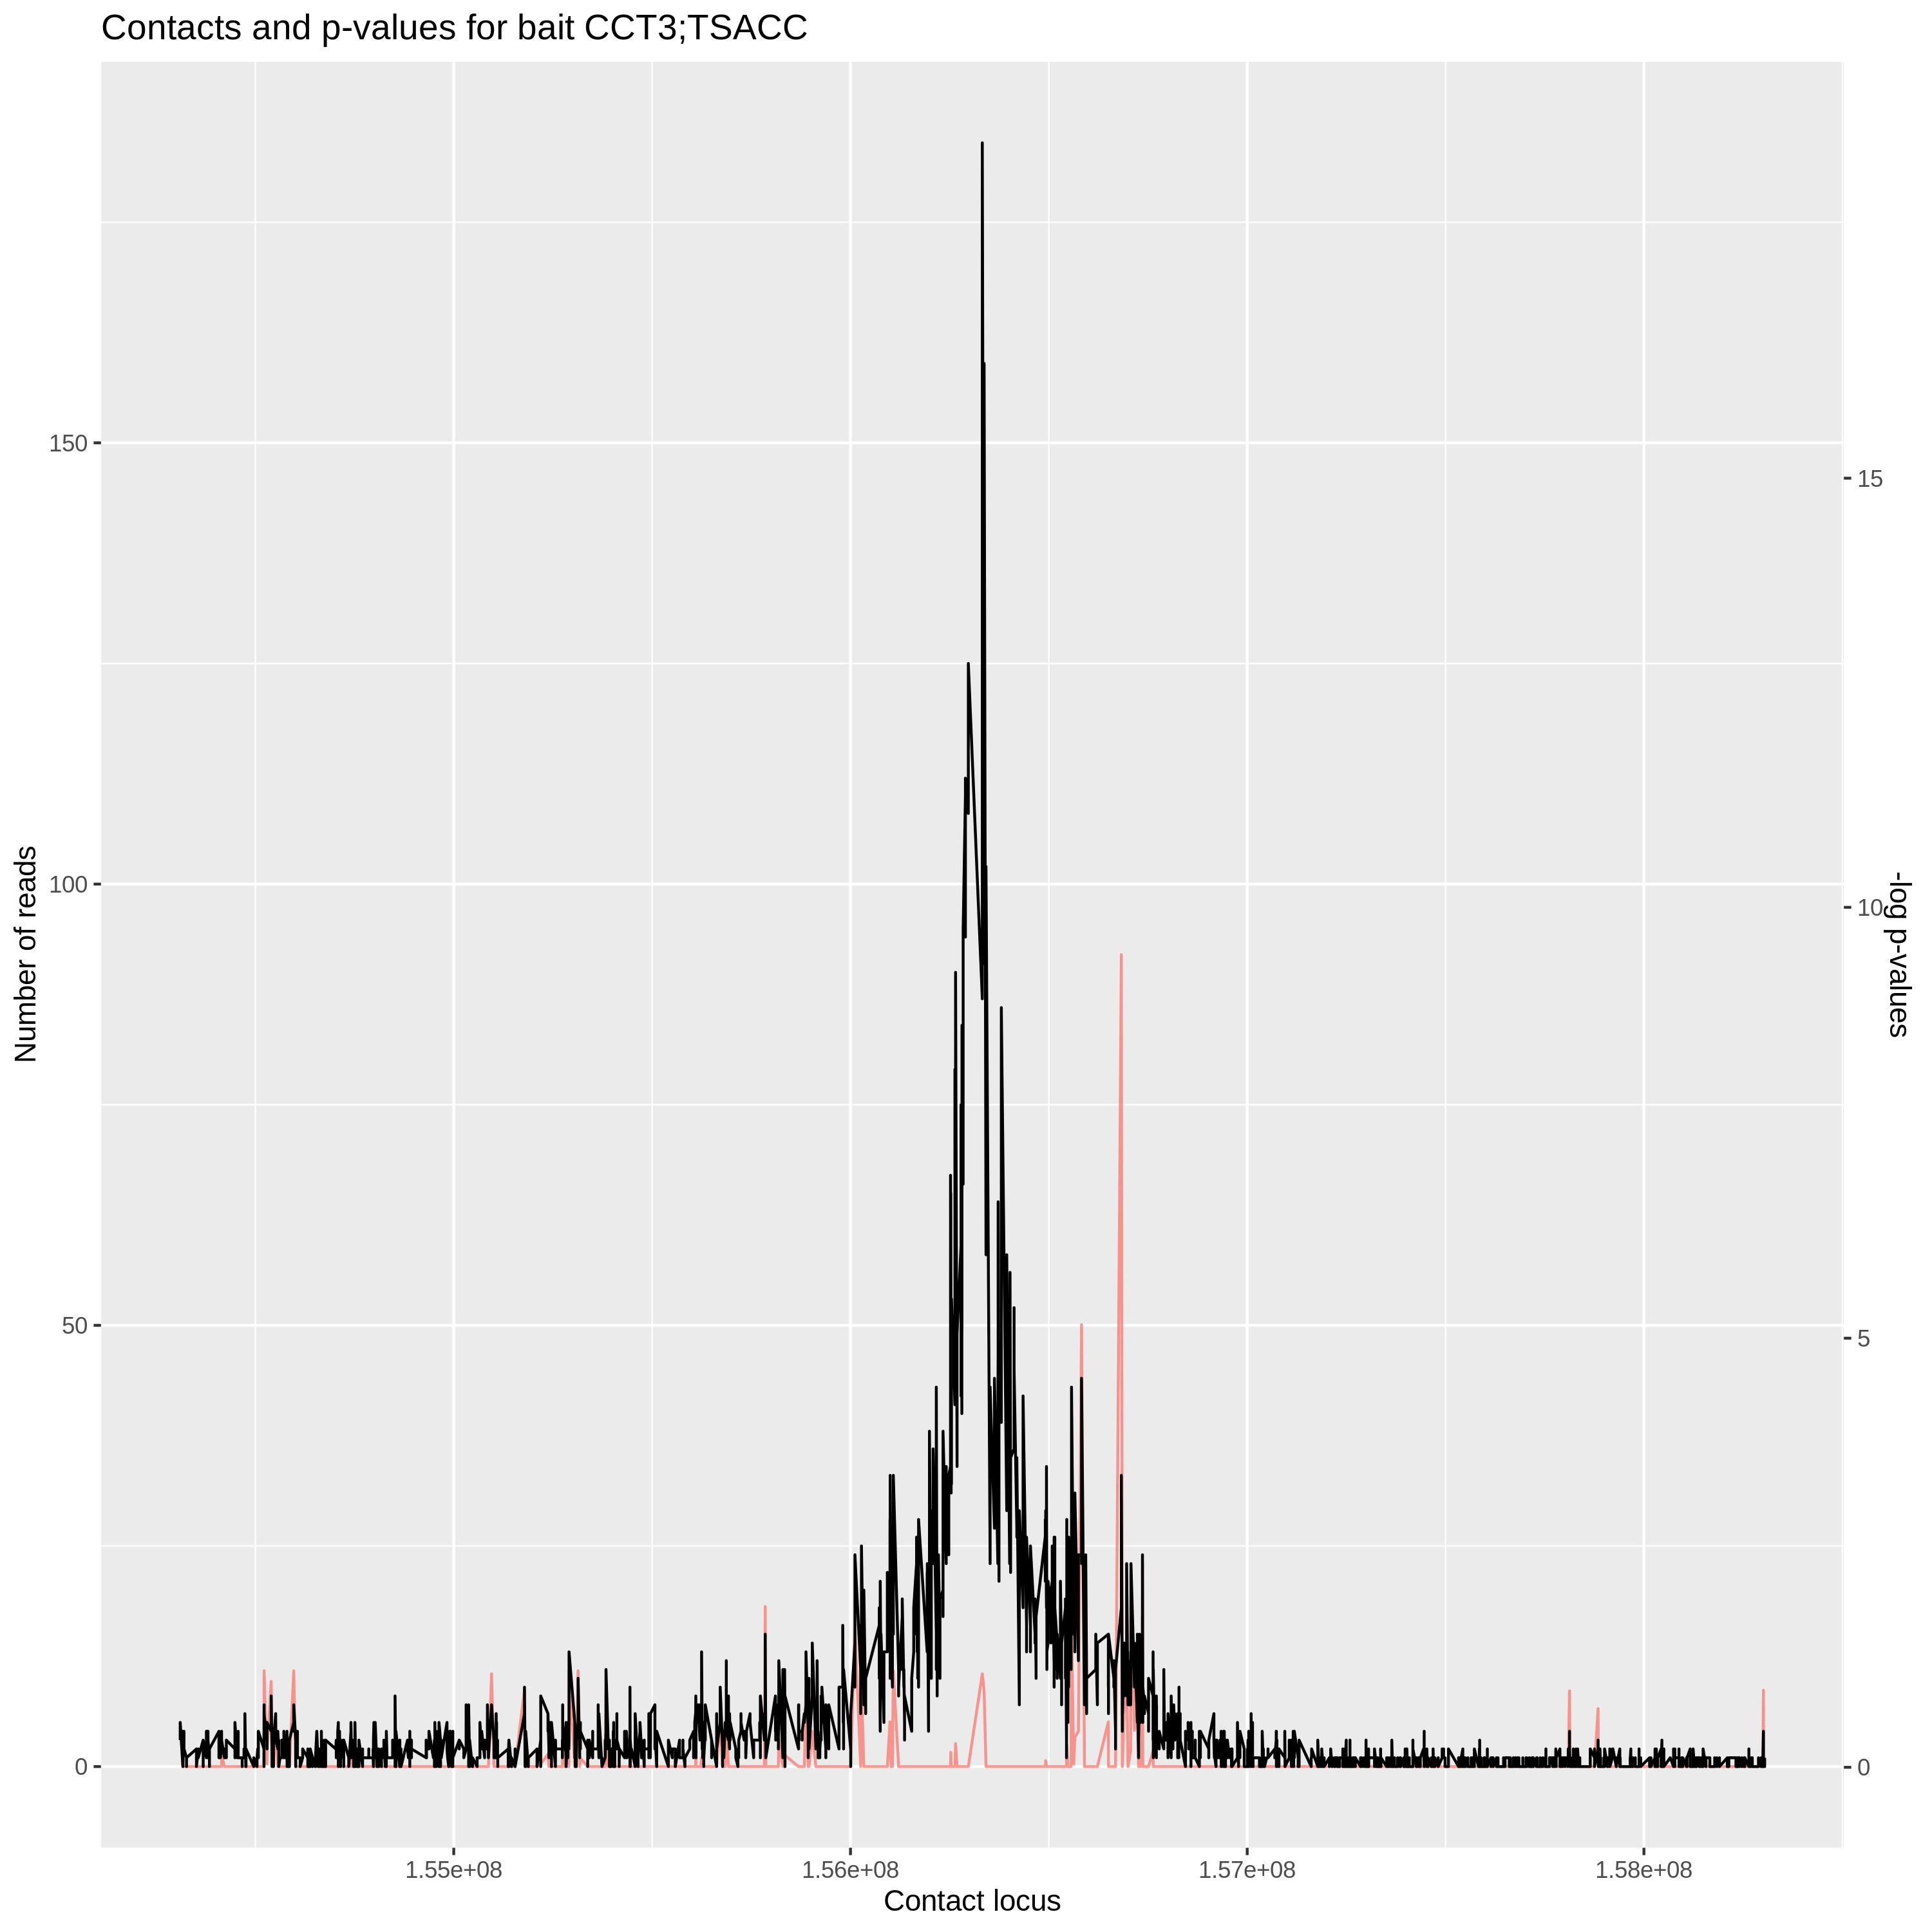 Contacts and p-values for bait CCT3;TSACC
150
100
50
0
Number of reads
15
10
5
0
-log p-values
1.55e+08
1.56e+08
1.57e+08
1.58e+08
Contact locus